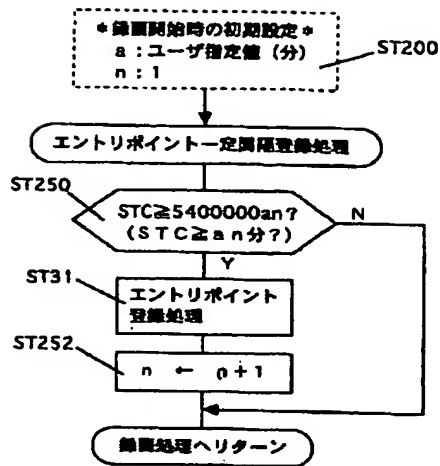 ＊録画開始時の初期設定＊
a：ユーザ指定値（分）
n：1
ST200
エントリポイント一定間隔登録処理
ST250
STC≧5400000an？
（STC≧an分？）
N
Y
ST31
エントリポイント
登録処理
ST252
n ← n+1
録画処理へリターン